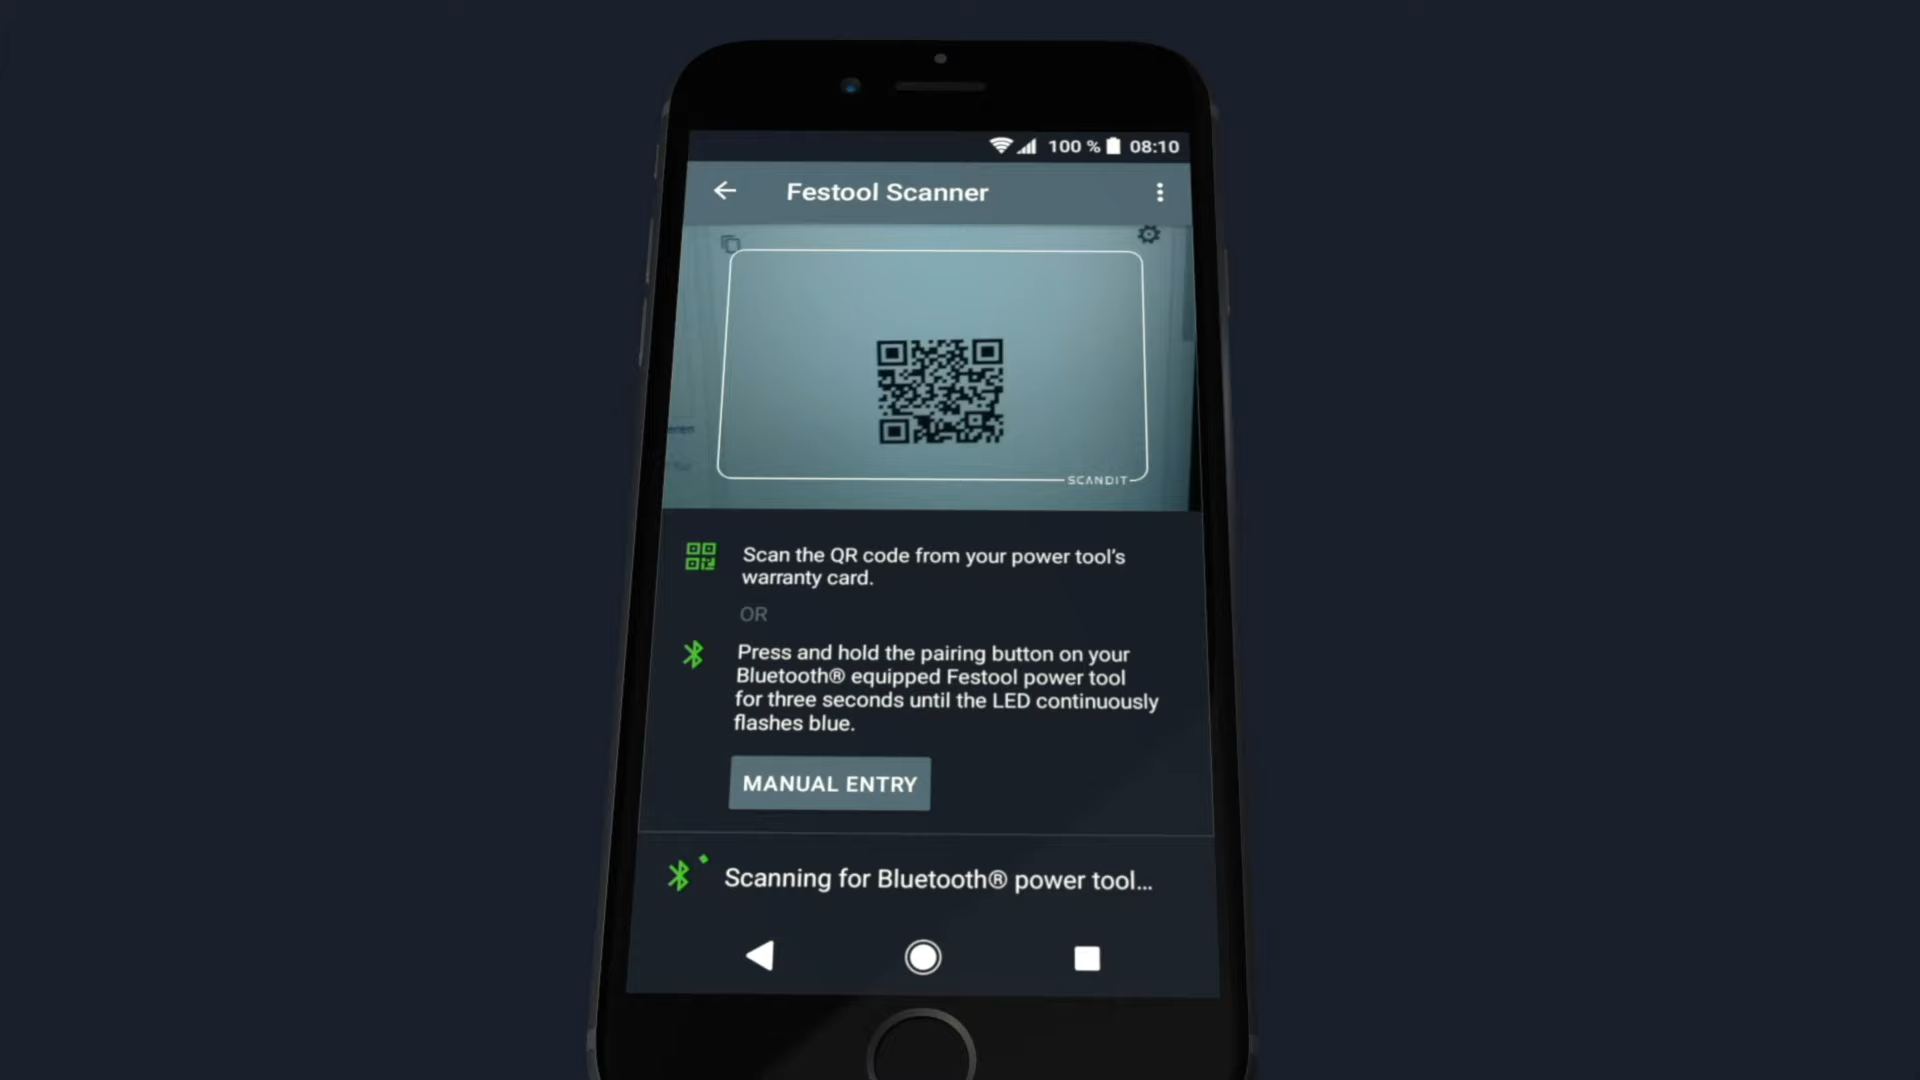 100 % 08:10
Festool Scanner
SCANDIT
Scan the QR code from your power tool's
warranty card.
OR
Press and hold the pairing button on your
Bluetooth® equipped Festool power tool
for three seconds until the LED continuously
flashes blue.
MANUAL ENTRY
Scanning for Bluetooth® power tool...